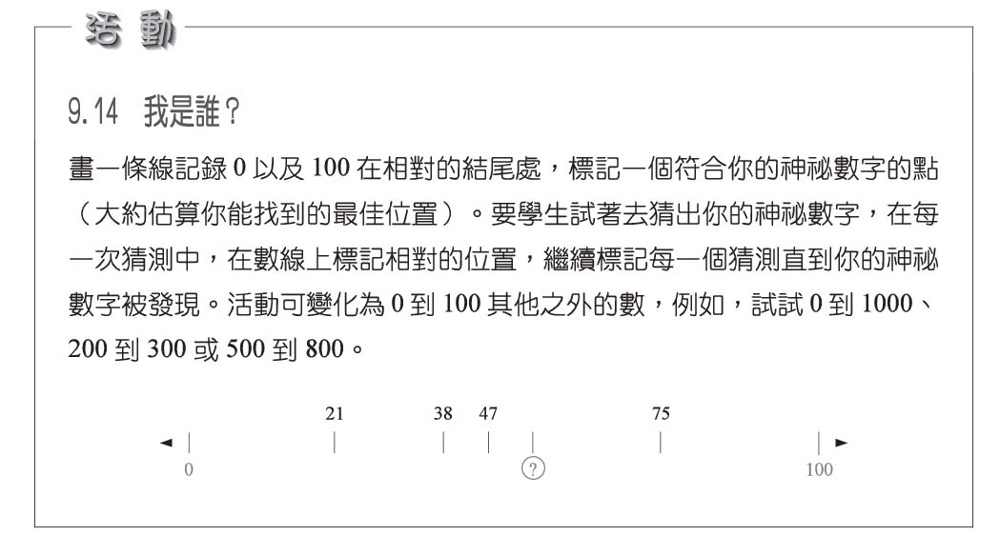 活動
9.14 我是誰？
畫一條線記錄 0 以及 100 在相對的結尾處，標記一個符合你的神祕數字的點
（大約估算你能找到的最佳位置）。要學生試著去猜出你的神祕數字，在每
一次猜測中，在數線上標記相對的位置，繼續標記每一個猜測直到你的神祕
數字被發現。活動可變化為 0 到 100 其他之外的數，例如，試試 0 到 1000、
200 到 300 或 500 到 800。
21 38 47 75
0 ? 100